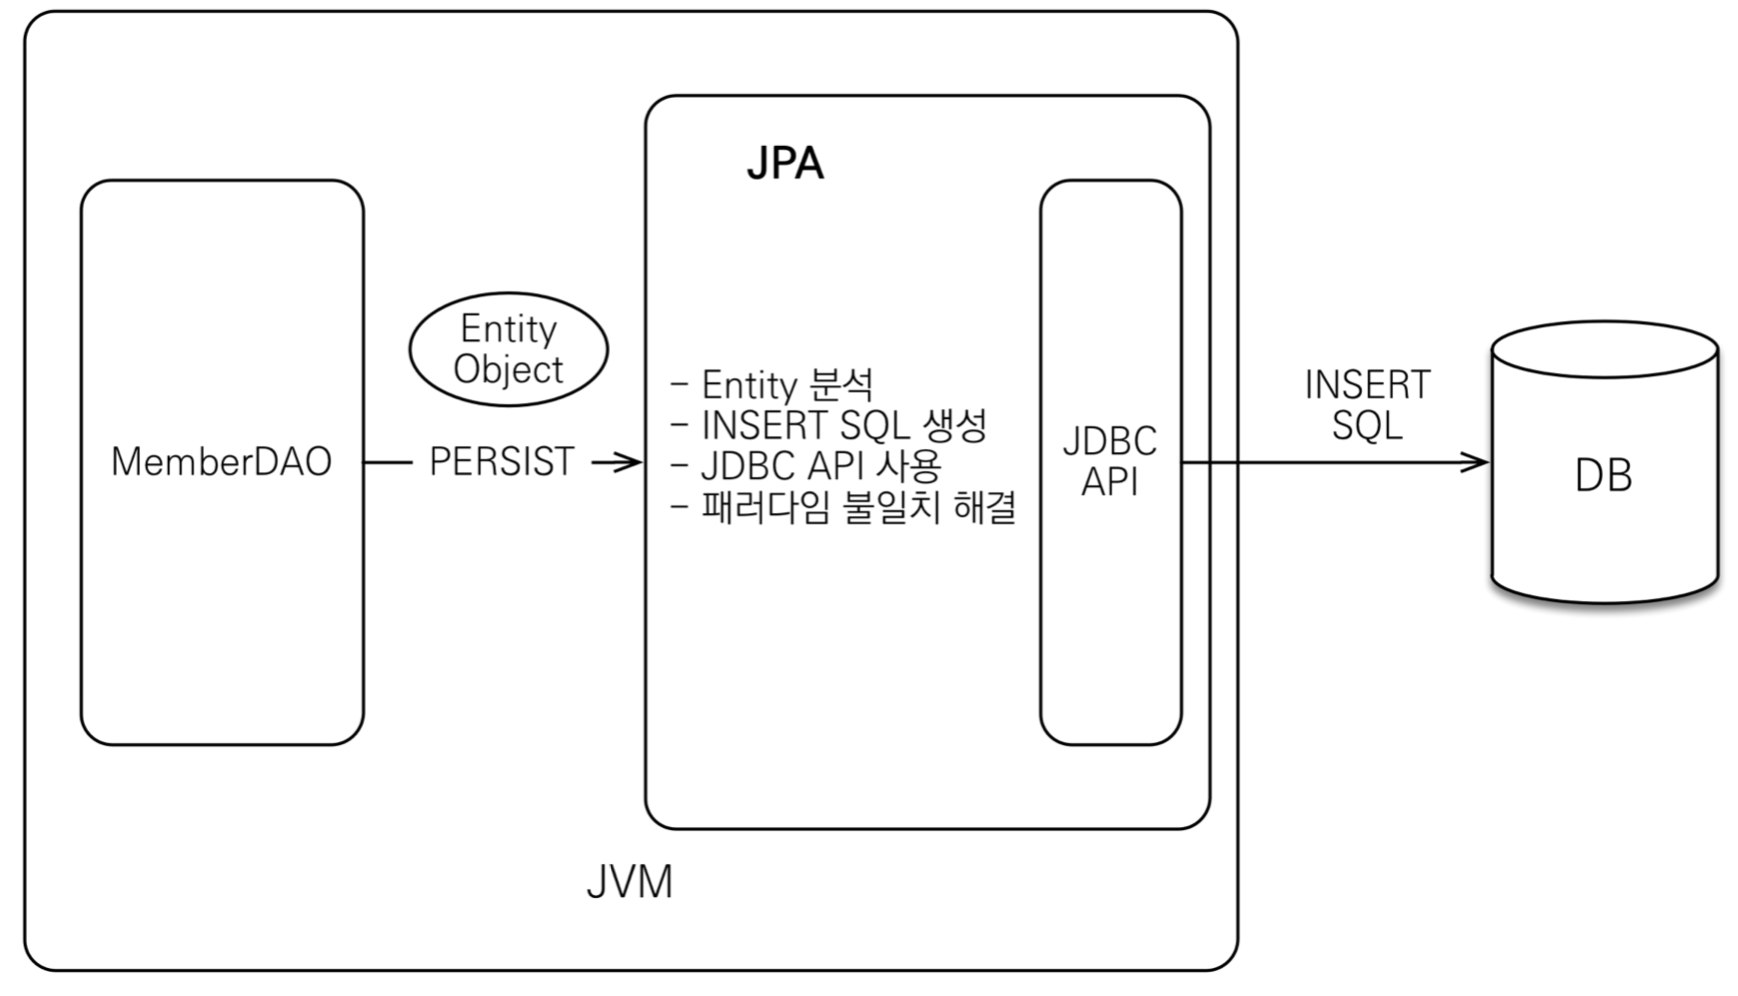 JPA
Entity
Object
MemberDAO
PERSIST
- Entity 분석
- INSERT SQL 생성
- JDBC API 사용
- 패러다임 불일치 해결
JDBC
API
INSERT
SQL
DB
JVM